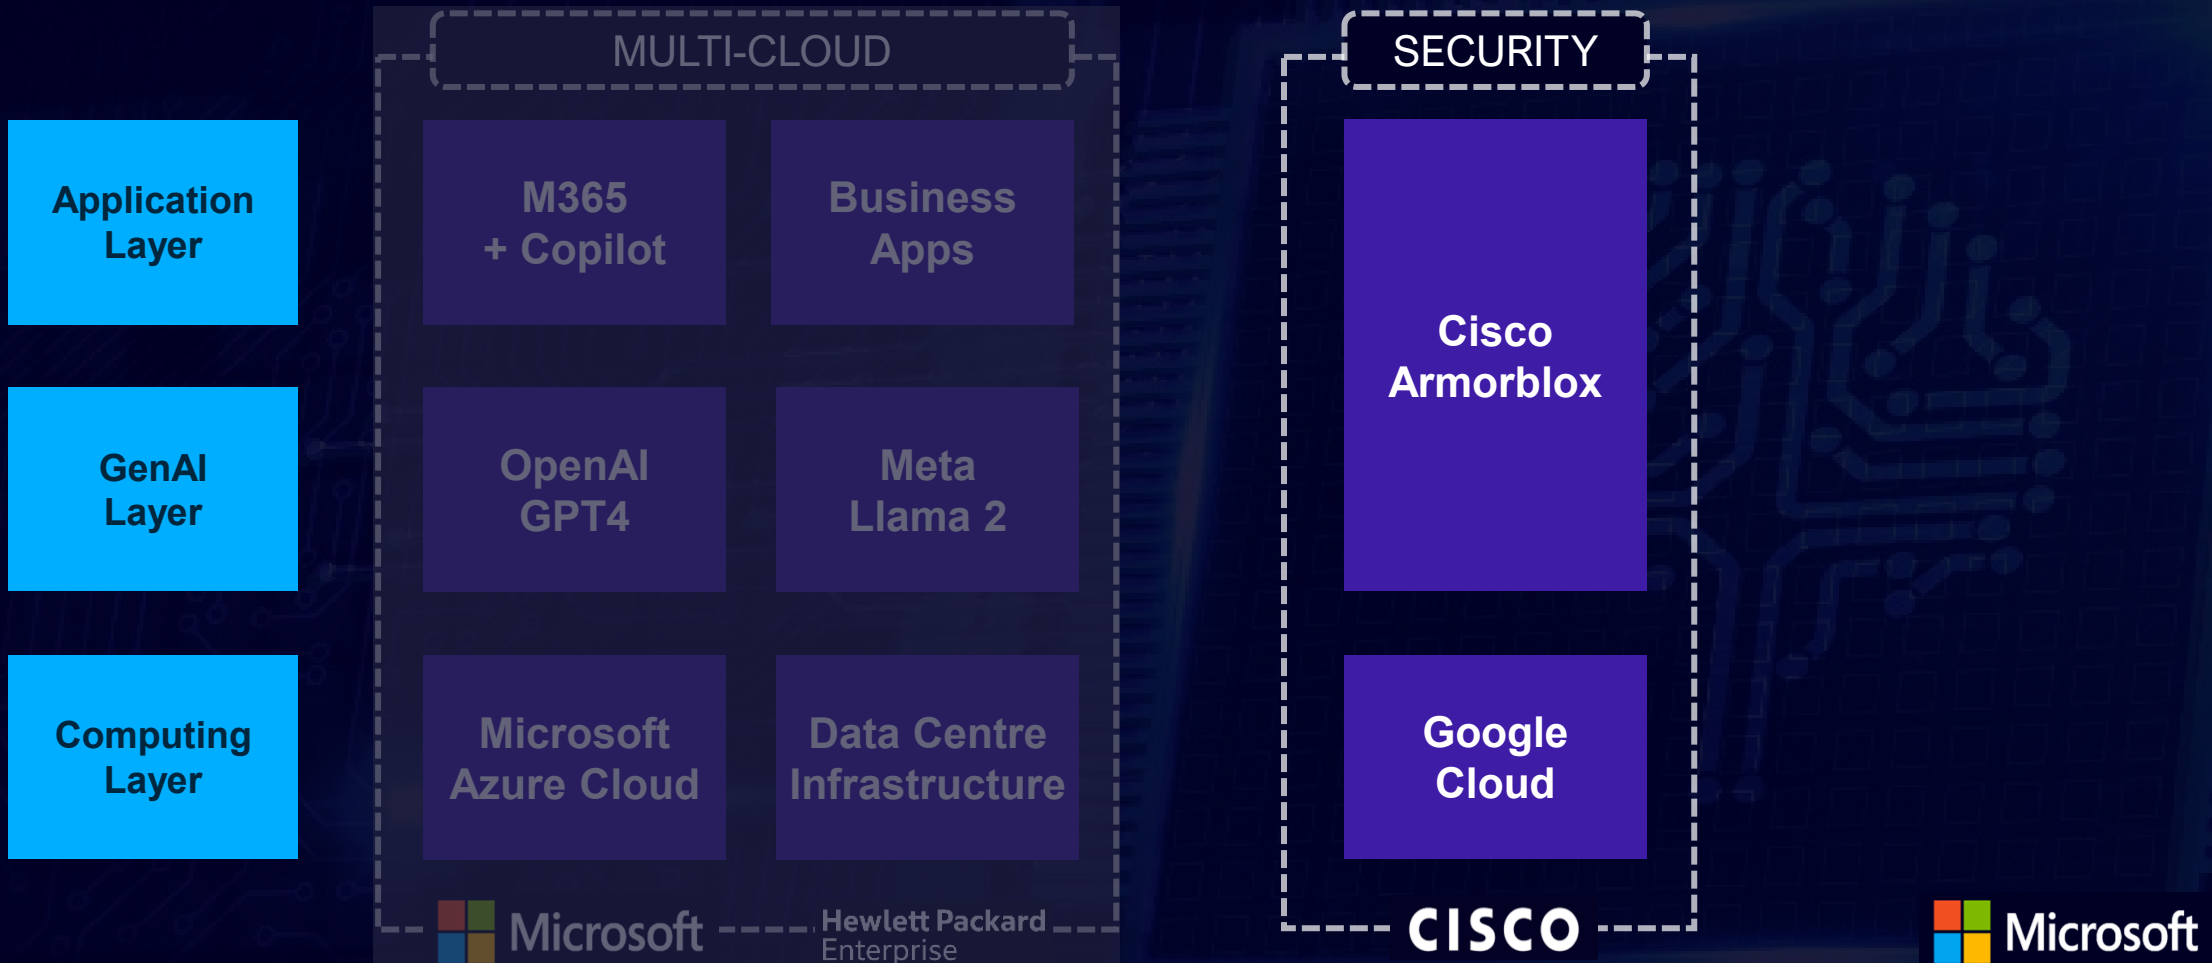 MULTI-CLOUD
SECURITY
Application
Layer
M365
+ Copilot
Business
Apps
Cisco
Armorblox
GenAI
Layer
OpenAI
GPT4
Meta
Llama 2
Computing
Layer
Microsoft
Azure Cloud
Data Centre
Infrastructure
Google
Cloud
Microsoft
Hewlett Packard
Enterprise
CISCO
Microsoft